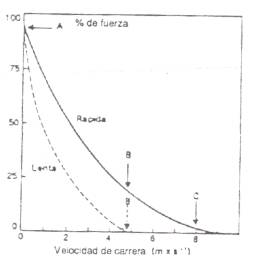 100
% de fuerza
A
75
Rapida
50
B
Lenta
25
C
B
0
0 2 4 6 8
Velocidad de carrera (m x s⁻¹)